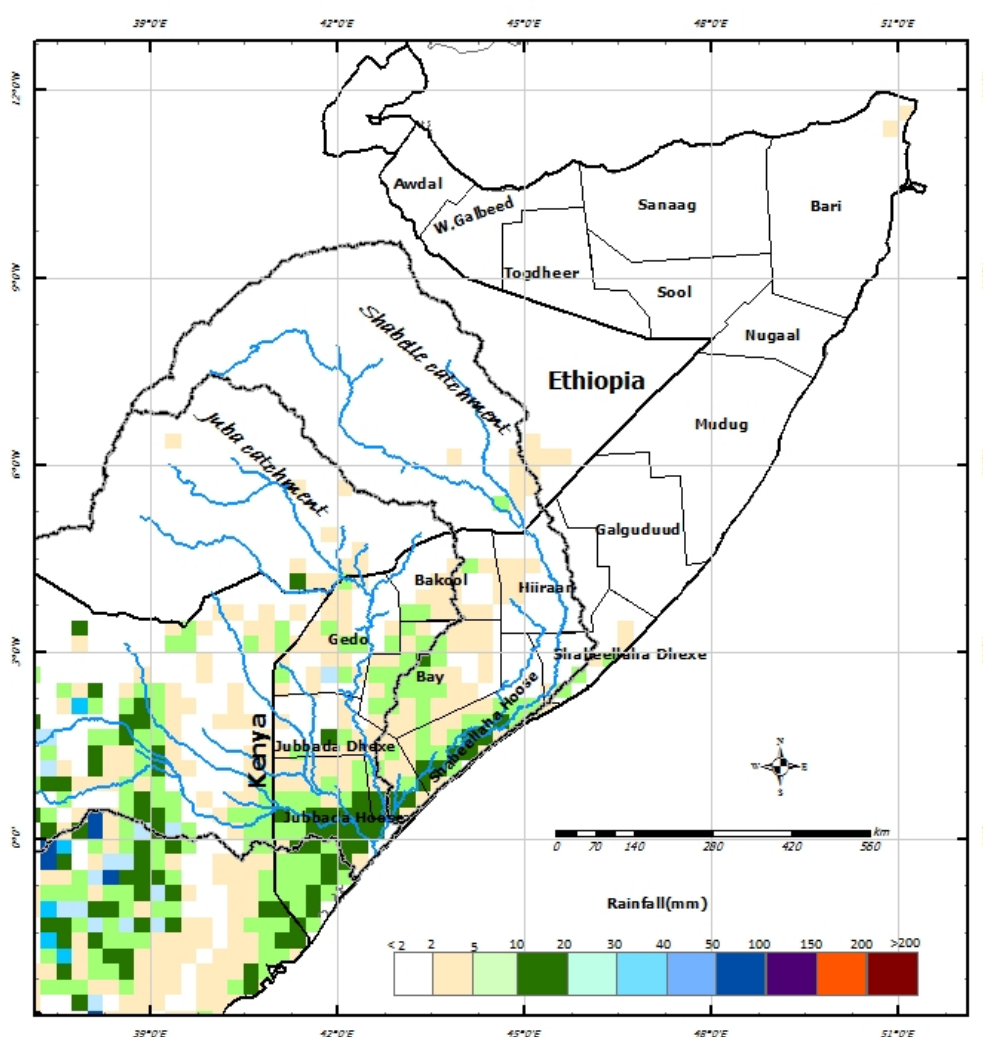 39°0'E 42°0'E 45°0'E 48°0'E 51°0'E
12°0'W
Awdal
W.Galbeed
Sanaag
Bari
9°0'W
Togdheer
Sool
Shabelle catchment
Nugaal
Ethiopia
Juba catchment
Mudug
6°0'W
Galguduud
Bakool
Hiiraan
Gedo
3°0'W
Shabeellaha Dhexe
Bay
Shabeellaha Hoose
Kenya
Jubbada Dhexe
N
W E
S
Jubbada Hoose
0°0'
km
0 70 140 280 420 560
Rainfall(mm)
<2 2 5 10 20 30 40 50 100 150 200 >200
39°0'E 42°0'E 45°0'E 48°0'E 51°0'E